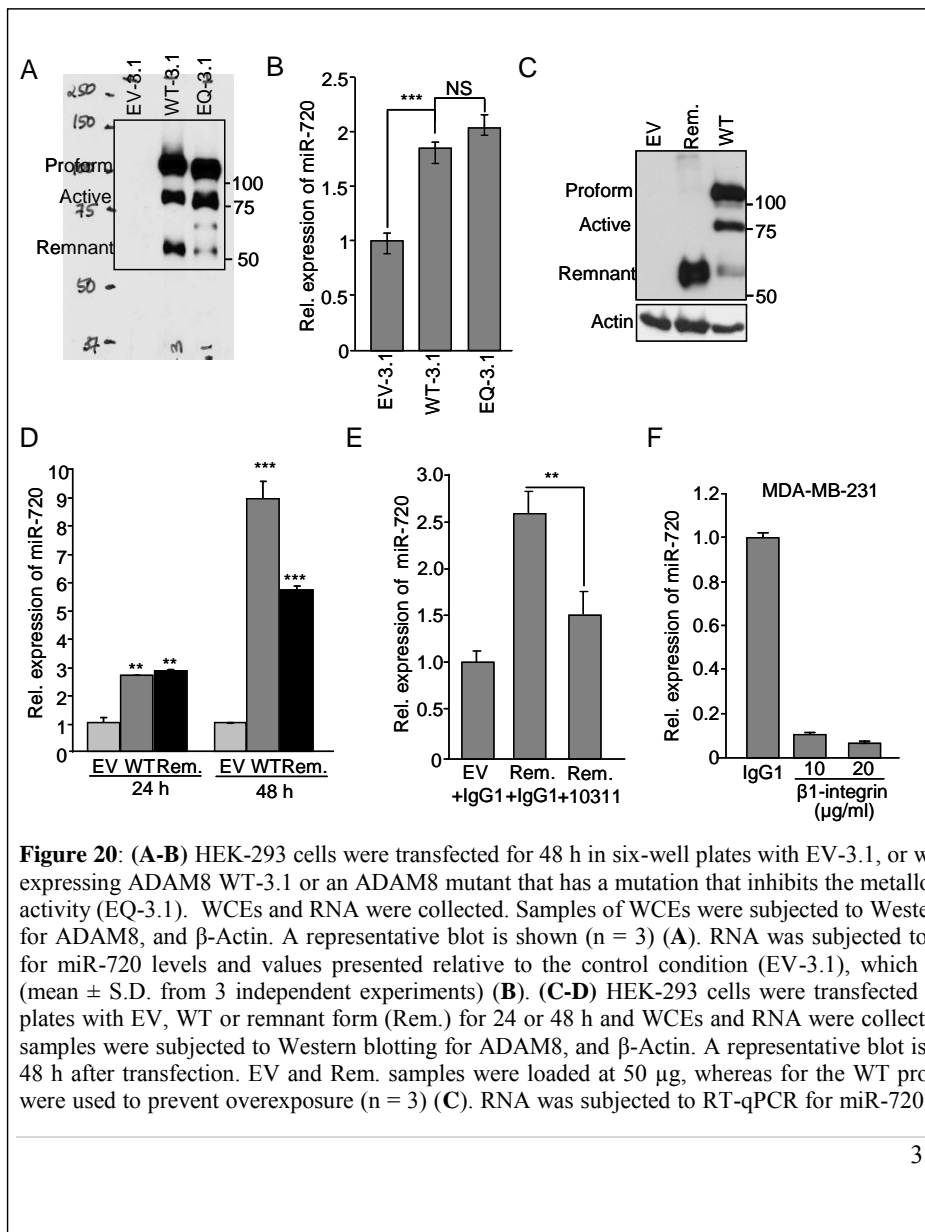 A
EV-3.1
WT-3.1
EQ-3.1
250
150
100
75
50
37
Proform
Active
Remnant
100
75
50
B
Rel. expression of miR-720
2.5
2
1.5
1
0.5
0
***
NS
EV-3.1
WT-3.1
EQ-3.1
C
EV
Rem.
WT
Proform
Active
Remnant
Actin
100
75
50
D
Rel. expression of miR-720
10
9
8
7
6
5
4
3
2
1
0
** **
***
***
EV WT Rem. EV WT Rem.
24 h 48 h
E
Rel. expression of miR-720
3.0
2.5
2.0
1.5
1.0
0.5
0
**
EV Rem. Rem.
+IgG1 +IgG1 +10311
F
MDA-MB-231
Rel. expression of miR-720
1.2
1.0
0.8
0.6
0.4
0.2
0
IgG1 10 20
β1-integrin
(µg/ml)
Figure 20: (A-B) HEK-293 cells were transfected for 48 h in six-well plates with EV-3.1, or w
expressing ADAM8 WT-3.1 or an ADAM8 mutant that has a mutation that inhibits the metallo
activity (EQ-3.1). WCEs and RNA were collected. Samples of WCEs were subjected to Weste
for ADAM8, and β-Actin. A representative blot is shown (n = 3) (A). RNA was subjected to
for miR-720 levels and values presented relative to the control condition (EV-3.1), which
(mean ± S.D. from 3 independent experiments) (B). (C-D) HEK-293 cells were transfected
plates with EV, WT or remnant form (Rem.) for 24 or 48 h and WCEs and RNA were collect
samples were subjected to Western blotting for ADAM8, and β-Actin. A representative blot is
48 h after transfection. EV and Rem. samples were loaded at 50 µg, whereas for the WT pro
were used to prevent overexposure (n = 3) (C). RNA was subjected to RT-qPCR for miR-720
3